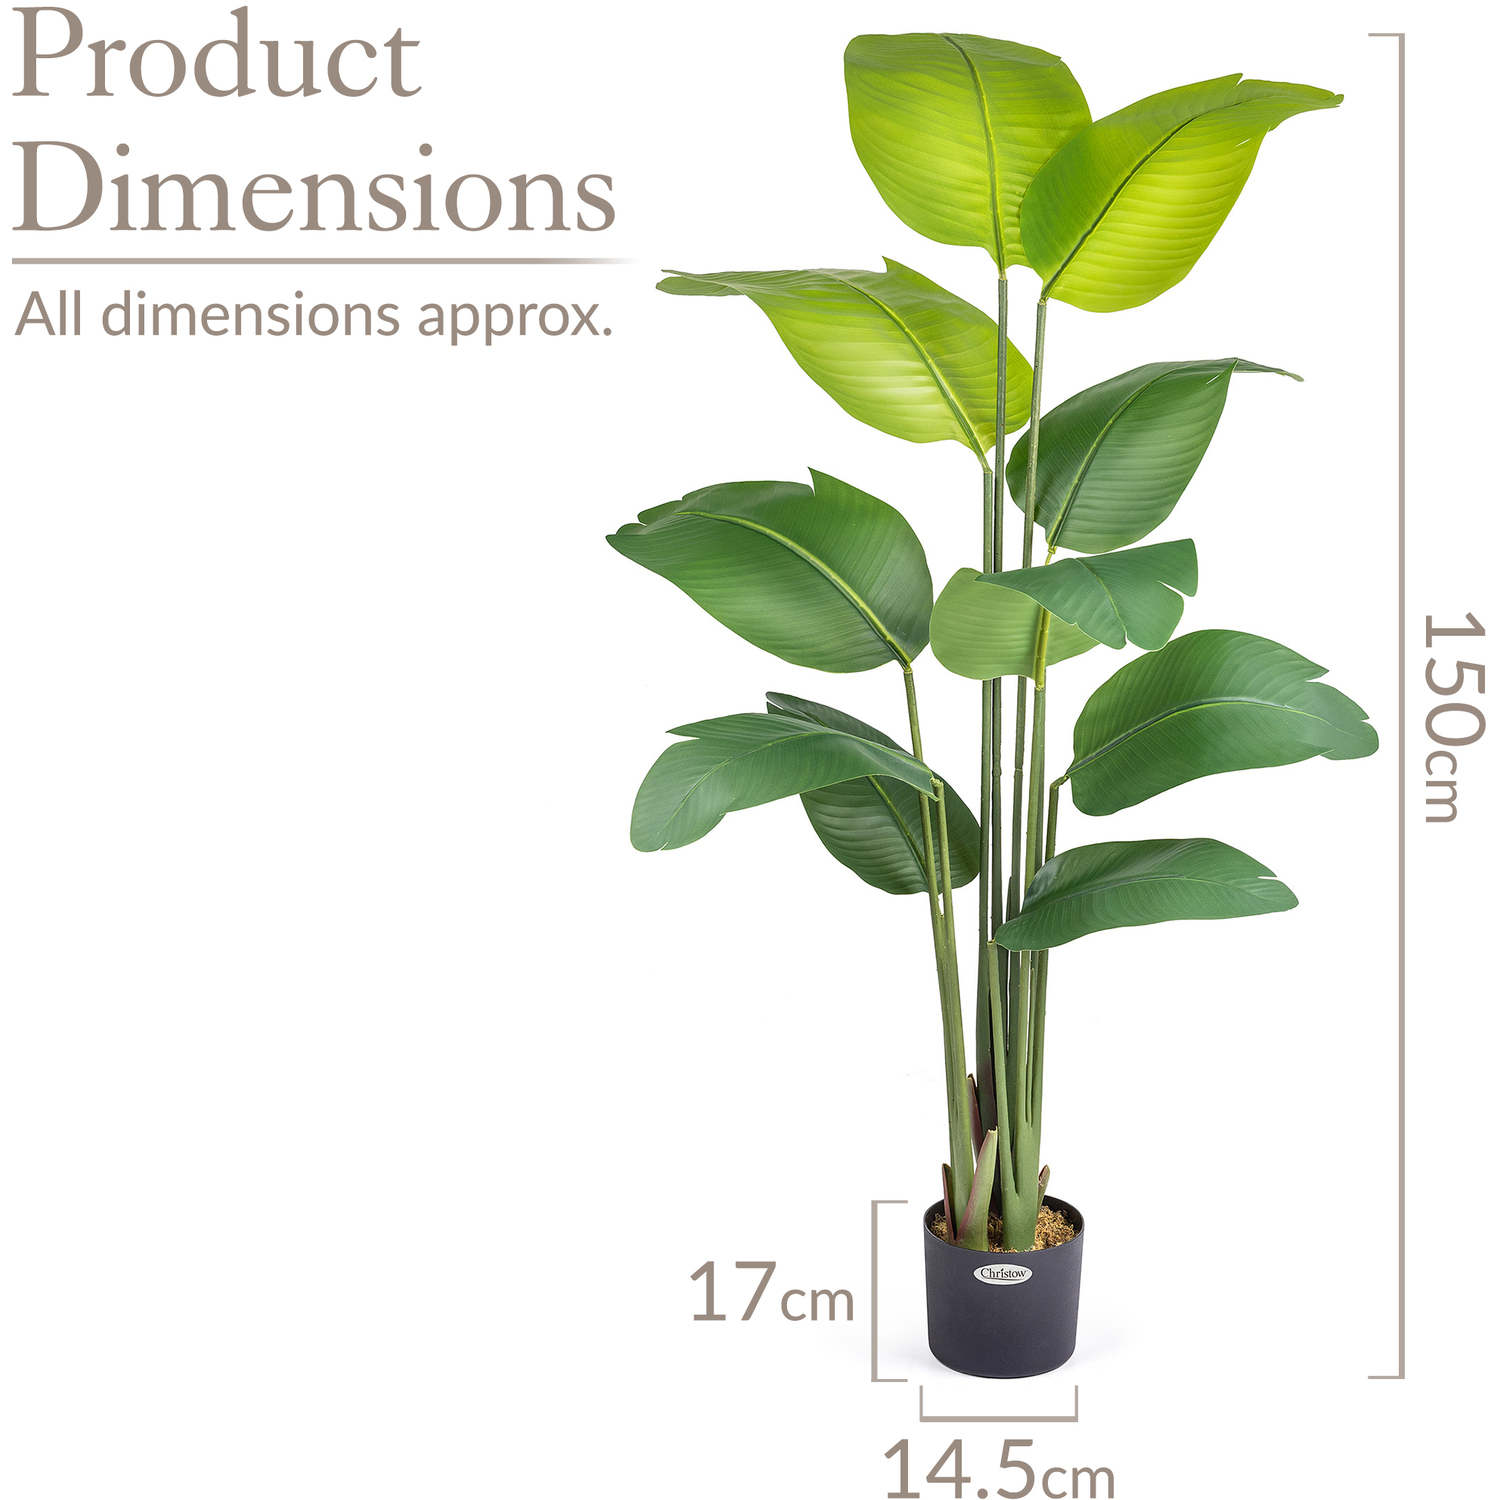 Product
Dimensions
All dimensions approx.
150cm
Christow
17cm
14.5cm